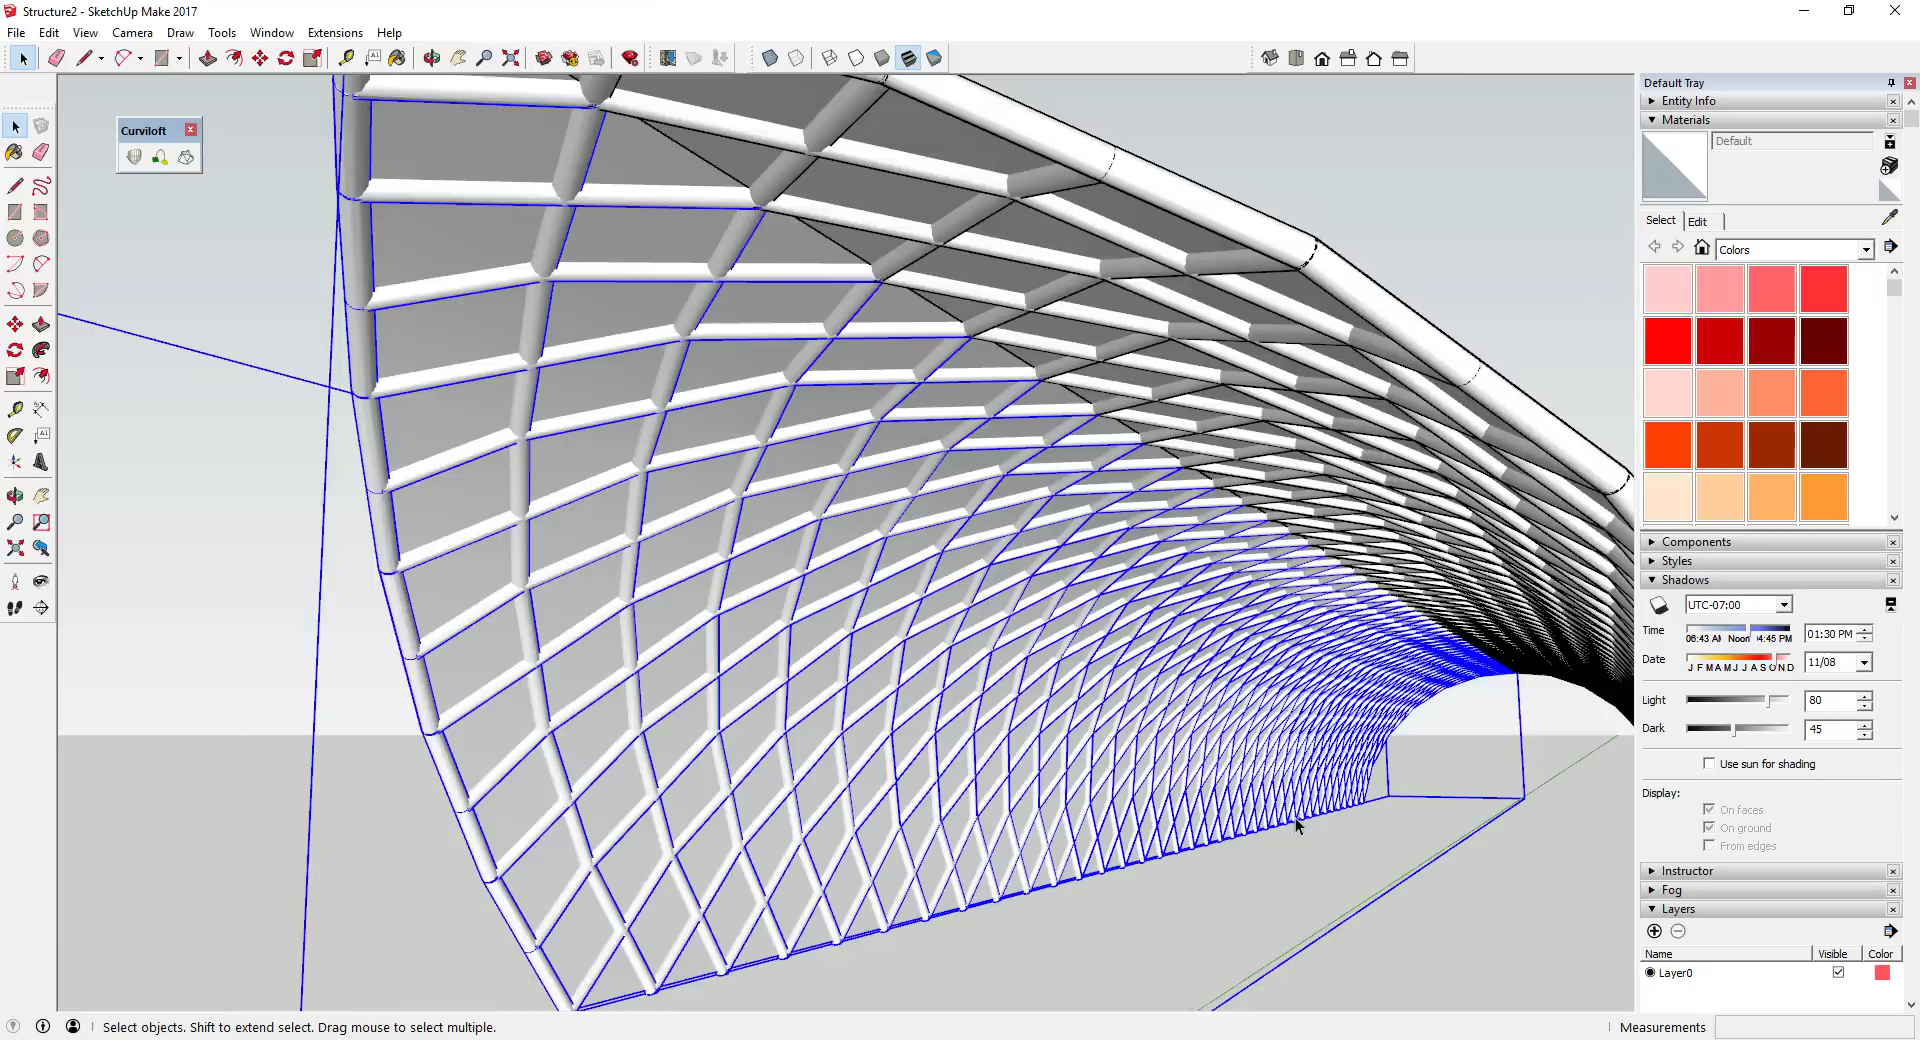 Structure2 - SketchUp Make 2017
File Edit View Camera Draw Tools Window Extensions Help
Curviloft
Default Tray
Entity Info
Materials
Default
Select Edit
Colors
Components
Styles
Shadows
UTC-07:00
Time 06:43 AM Noon 04:45 PM 01:30 PM
Date J F M A M J J A S O N D 11/08
Light 80
Dark 45
Use sun for shading
Display:
On faces
On ground
From edges
Instructor
Fog
Layers
Name Visible Color
Layer0
Select objects. Shift to extend select. Drag mouse to select multiple.
Measurements